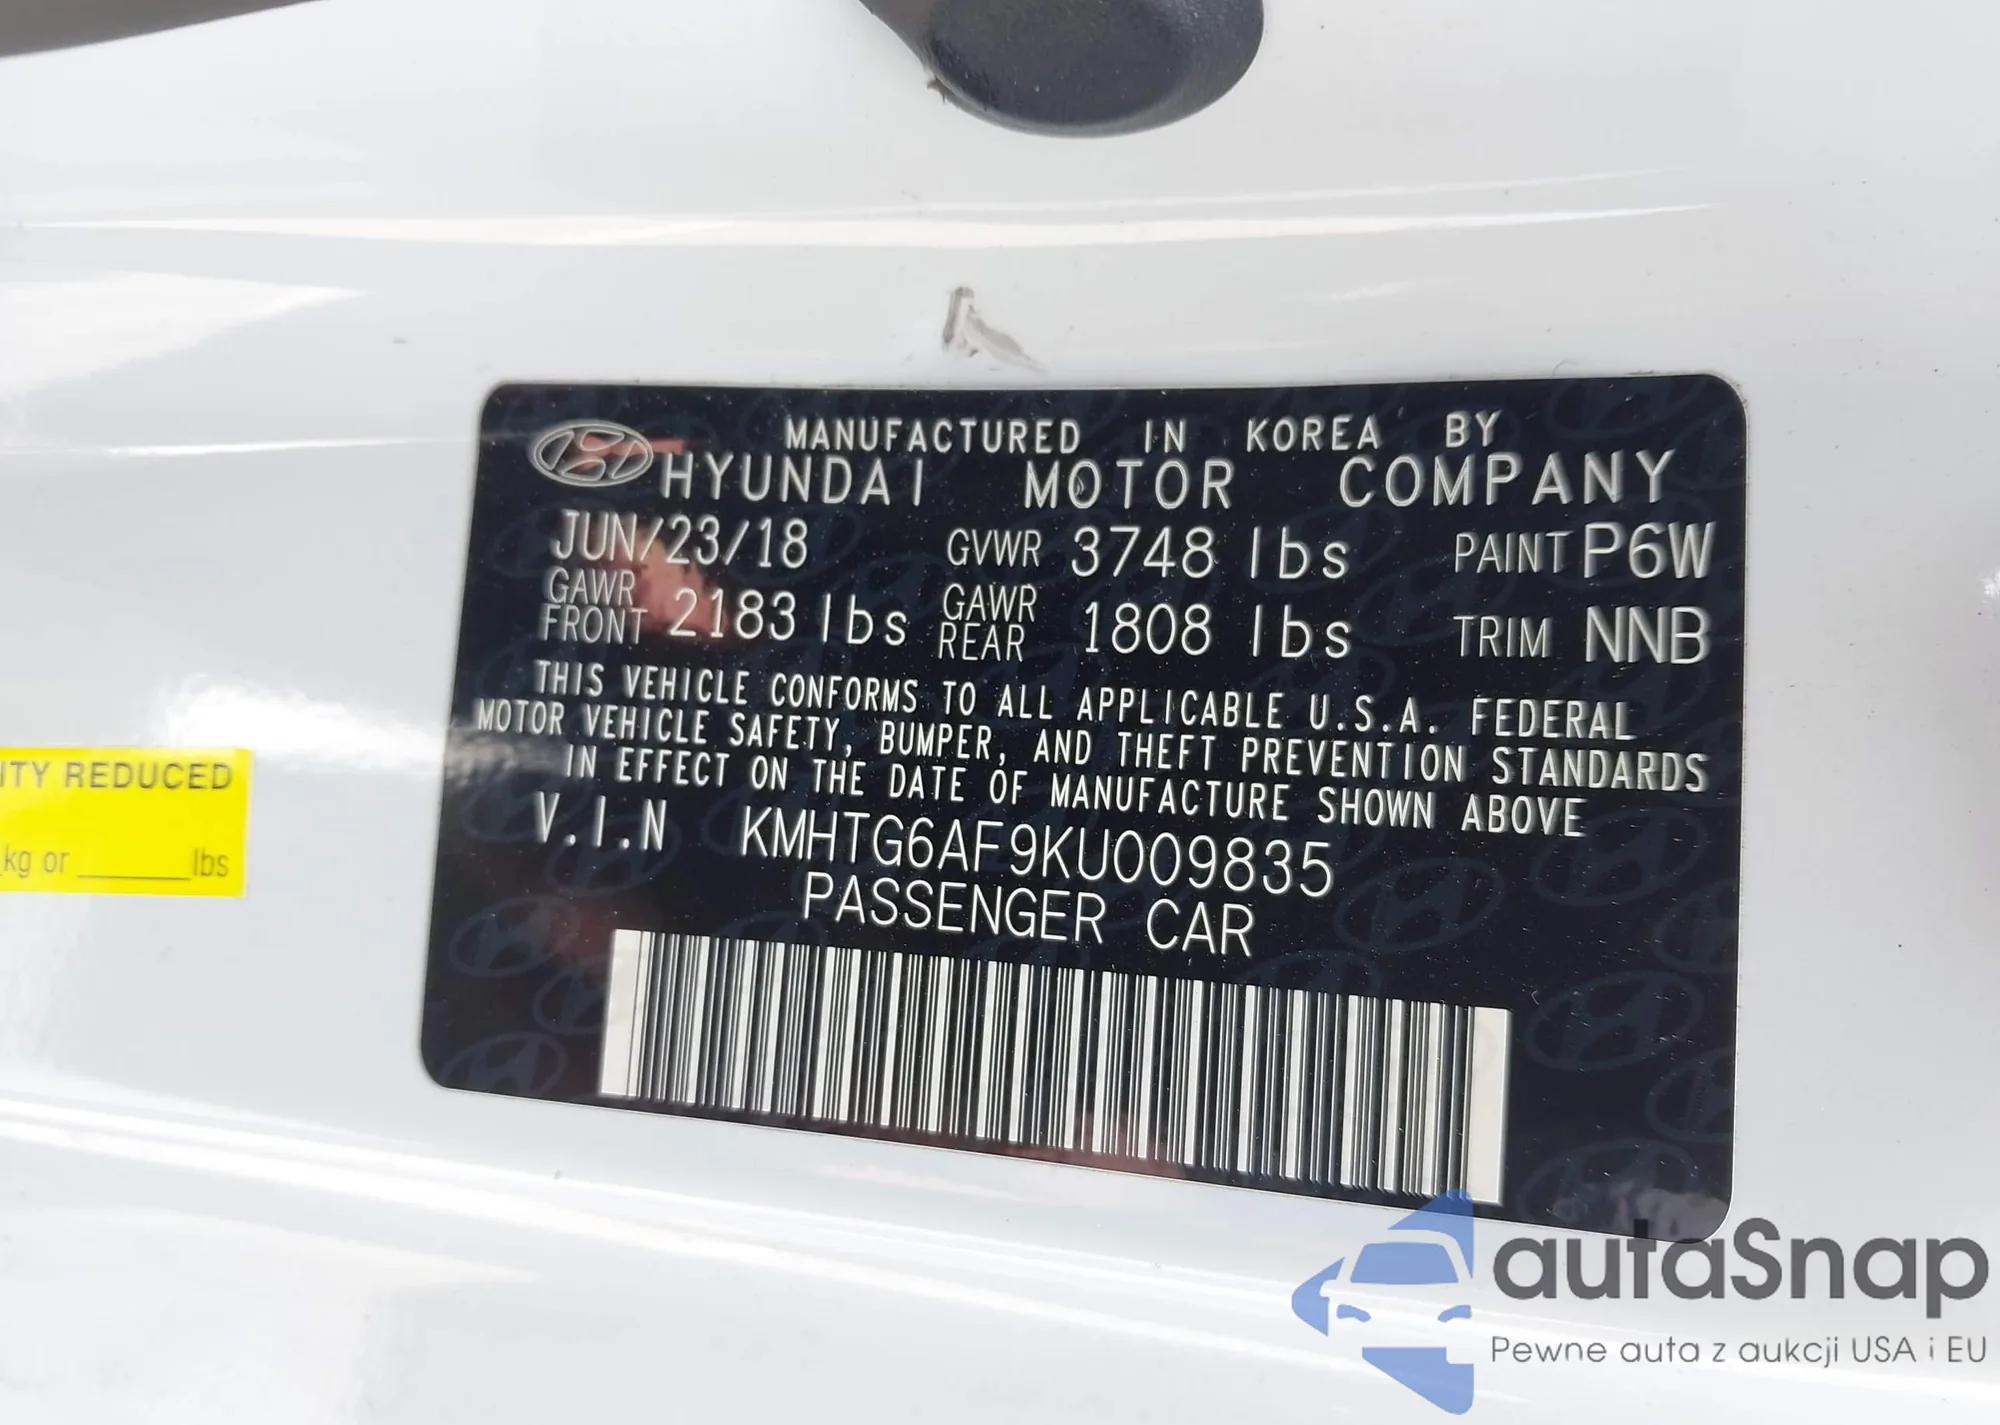 MANUFACTURED IN KOREA BY
HYUNDAI MOTOR COMPANY
JUN/23/18 GVWR 3748 lbs PAINT P6W
GAWR FRONT 2183 lbs GAWR REAR 1808 lbs TRIM NNB
THIS VEHICLE CONFORMS TO ALL APPLICABLE U.S.A. FEDERAL
MOTOR VEHICLE SAFETY, BUMPER, AND THEFT PREVENTION STANDARDS
IN EFFECT ON THE DATE OF MANUFACTURE SHOWN ABOVE
V.I.N KMHTG6AF9KU009835
PASSENGER CAR
ITY REDUCED
kg or ______ lbs
autaSnap
Pewne auta z aukcji USA i EU